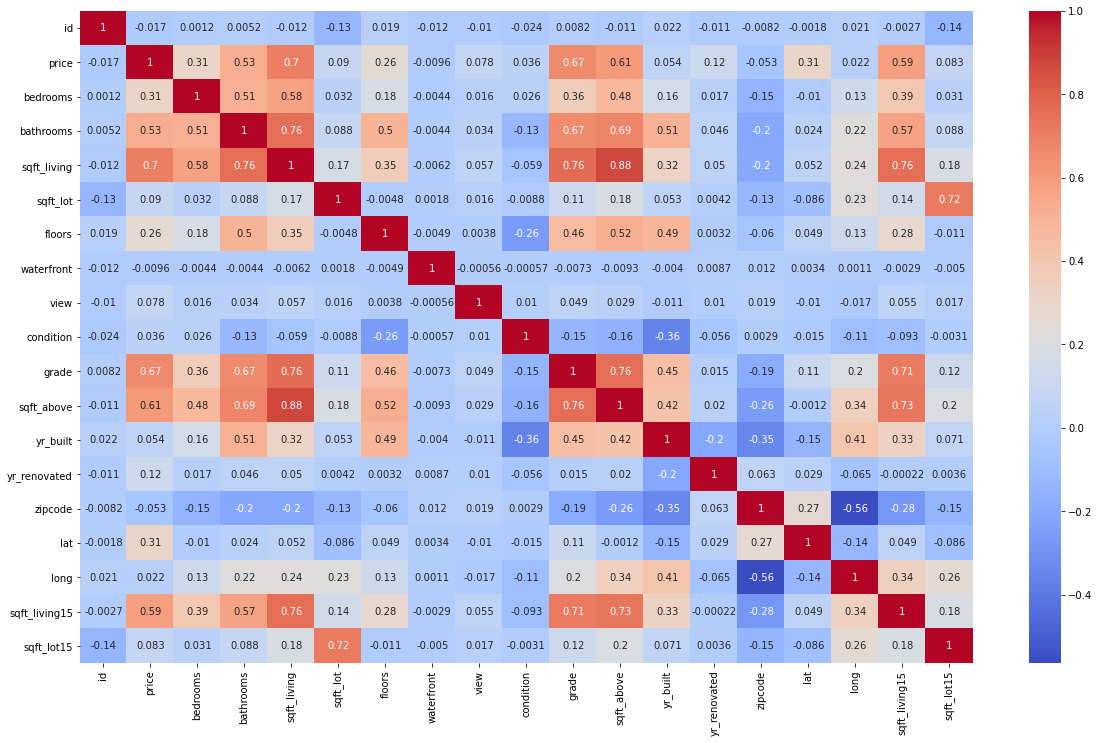 id 1 -0.017 0.0012 0.0052 -0.012 -0.13 0.019 -0.012 -0.01 -0.024 0.0082 -0.011 0.022 -0.011 -0.0082 -0.0018 0.021 -0.0027 -0.14
price -0.017 1 0.31 0.53 0.7 0.09 0.26 -0.0096 0.078 0.036 0.67 0.61 0.054 0.12 -0.053 0.31 0.022 0.59 0.083
bedrooms 0.0012 0.31 1 0.51 0.58 0.032 0.18 -0.0044 0.016 0.026 0.36 0.48 0.16 0.017 -0.15 -0.01 0.13 0.39 0.031
bathrooms 0.0052 0.53 0.51 1 0.76 0.088 0.5 -0.0044 0.034 -0.13 0.67 0.69 0.51 0.046 -0.2 0.024 0.22 0.57 0.088
sqft_living -0.012 0.7 0.58 0.76 1 0.17 0.35 -0.0062 0.057 -0.059 0.76 0.88 0.32 0.05 -0.2 0.052 0.24 0.76 0.18
sqft_lot -0.13 0.09 0.032 0.088 0.17 1 -0.0048 0.0018 0.016 -0.0088 0.11 0.18 0.053 0.0042 -0.13 -0.086 0.23 0.14 0.72
floors 0.019 0.26 0.18 0.5 0.35 -0.0048 1 -0.0049 0.0038 -0.26 0.46 0.52 0.49 0.0032 -0.06 0.049 0.13 0.28 -0.011
waterfront -0.012 -0.0096 -0.0044 -0.0044 -0.0062 0.0018 -0.0049 1 -0.00056 -0.00057 -0.0073 -0.0093 -0.004 0.0087 0.012 0.0034 0.0011 -0.0029 -0.005
view -0.01 0.078 0.016 0.034 0.057 0.016 0.0038 -0.00056 1 0.01 0.049 0.029 -0.011 0.01 0.019 -0.01 -0.017 0.055 0.017
condition -0.024 0.036 0.026 -0.13 -0.059 -0.0088 -0.26 -0.00057 0.01 1 -0.15 -0.16 -0.36 -0.056 0.0029 -0.015 -0.11 -0.093 -0.0031
grade 0.0082 0.67 0.36 0.67 0.76 0.11 0.46 -0.0073 0.049 -0.15 1 0.76 0.45 0.015 -0.19 0.11 0.2 0.71 0.12
sqft_above -0.011 0.61 0.48 0.69 0.88 0.18 0.52 -0.0093 0.029 -0.16 0.76 1 0.42 0.02 -0.26 -0.0012 0.34 0.73 0.2
yr_built 0.022 0.054 0.16 0.51 0.32 0.053 0.49 -0.004 -0.011 -0.36 0.45 0.42 1 -0.2 -0.35 -0.15 0.41 0.33 0.071
yr_renovated -0.011 0.12 0.017 0.046 0.05 0.0042 0.0032 0.0087 0.01 -0.056 0.015 0.02 -0.2 1 0.063 0.029 -0.065 -0.00022 0.0036
zipcode -0.0082 -0.053 -0.15 -0.2 -0.2 -0.13 -0.06 0.012 0.019 0.0029 -0.19 -0.26 -0.35 0.063 1 0.27 -0.56 -0.28 -0.15
lat -0.0018 0.31 -0.01 0.024 0.052 -0.086 0.049 0.0034 -0.01 -0.015 0.11 -0.0012 -0.15 0.029 0.27 1 -0.14 0.049 -0.086
long 0.021 0.022 0.13 0.22 0.24 0.23 0.13 0.0011 -0.017 -0.11 0.2 0.34 0.41 -0.065 -0.56 -0.14 1 0.34 0.26
sqft_living15 -0.0027 0.59 0.39 0.57 0.76 0.14 0.28 -0.0029 0.055 -0.093 0.71 0.73 0.33 -0.00022 -0.28 0.049 0.34 1 0.18
sqft_lot15 -0.14 0.083 0.031 0.088 0.18 0.72 -0.011 -0.005 0.017 -0.0031 0.12 0.2 0.071 0.0036 -0.15 -0.086 0.26 0.18 1
id price bedrooms bathrooms sqft_living sqft_lot floors waterfront view condition grade sqft_above yr_built yr_renovated zipcode lat long sqft_living15 sqft_lot15
1.0
0.8
0.6
0.4
0.2
0.0
−0.2
−0.4